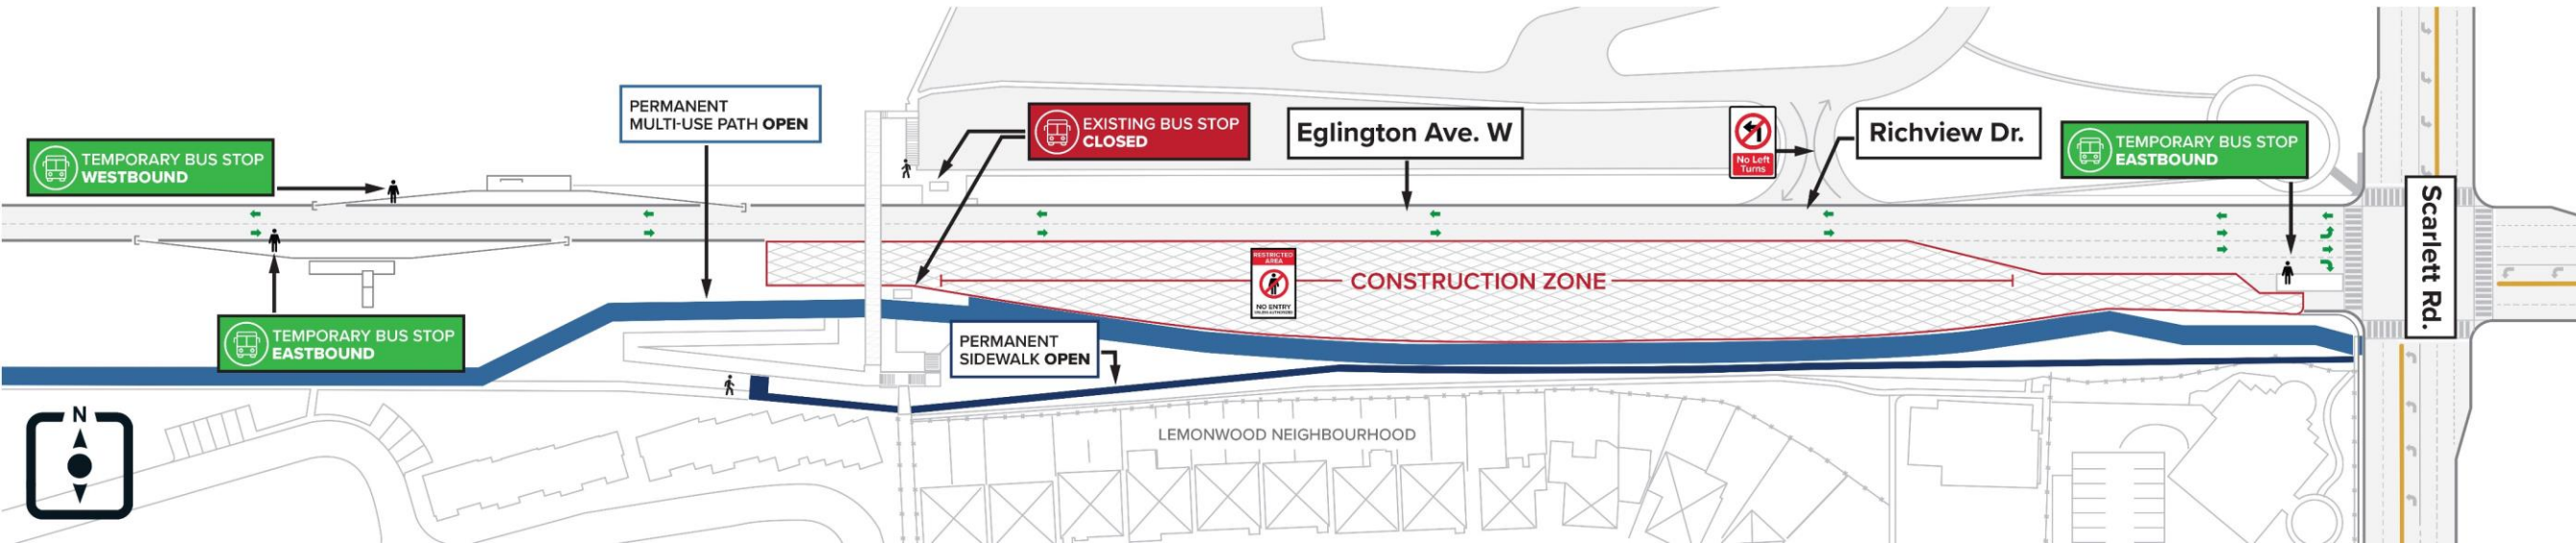 TEMPORARY BUS STOP
WESTBOUND
PERMANENT
MULTI-USE PATH OPEN
EXISTING BUS STOP
CLOSED
Eglington Ave. W
No Left
Turns
Richview Dr.
TEMPORARY BUS STOP
EASTBOUND
Scarlett Rd.
RESTRICTED
AREA
NO ENTRY
UNLESS AUTHORIZED
CONSTRUCTION ZONE
TEMPORARY BUS STOP
EASTBOUND
PERMANENT
SIDEWALK OPEN
N
LEMONWOOD NEIGHBOURHOOD